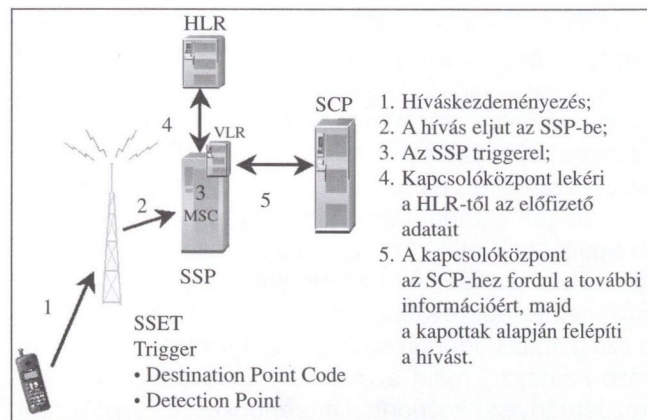 HLR
SCP
4
VLR
3
MSC
5
2
SSP
1
SSET
Trigger
• Destination Point Code
• Detection Point
1. Híváskezdeményezés;
2. A hívás eljut az SSP-be;
3. Az SSP triggerel;
4. Kapcsolóközpont lekéri
a HLR-től az előfizető
adatait
5. A kapcsolóközpont
az SCP-hez fordul a további
információért, majd
a kapottak alapján felépíti
a hívást.